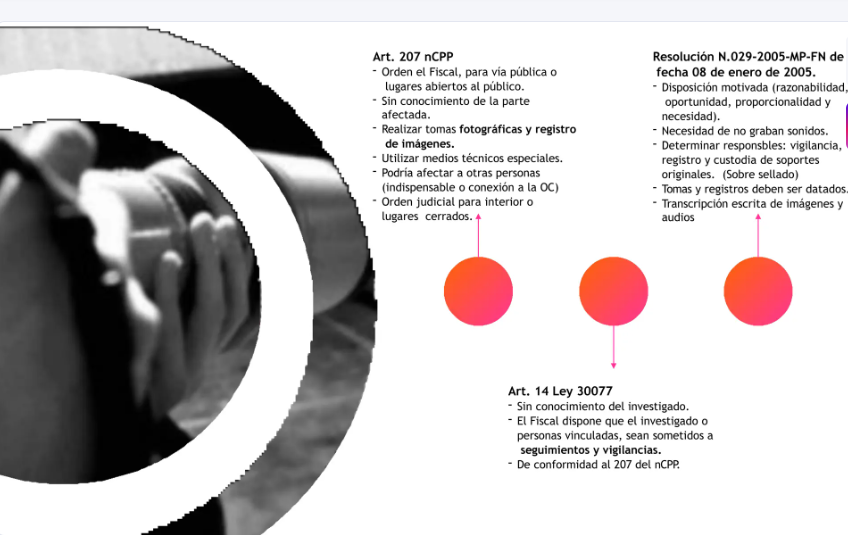 Art. 207 nCPP
- Orden el Fiscal, para vía pública o
lugares abiertos al público.
- Sin conocimiento de la parte
afectada.
- Realizar tomas fotográficas y registro
de imágenes.
- Utilizar medios técnicos especiales.
- Podría afectar a otras personas
(indispensable o conexión a la OC)
- Orden judicial para interior o
lugares cerrados.
Resolución N.029-2005-MP-FN de
fecha 08 de enero de 2005.
- Disposición motivada (razonabilidad,
oportunidad, proporcionalidad y
necesidad).
- Necesidad de no graban sonidos.
- Determinar responsbles: vigilancia,
registro y custodia de soportes
originales. (Sobre sellado)
- Tomas y registros deben ser datados.
- Transcripción escrita de imágenes y
audios
Art. 14 Ley 30077
- Sin conocimiento del investigado.
- El Fiscal dispone que el investigado o
personas vinculadas, sean sometidos a
seguimientos y vigilancias.
- De conformidad al 207 del nCPP.